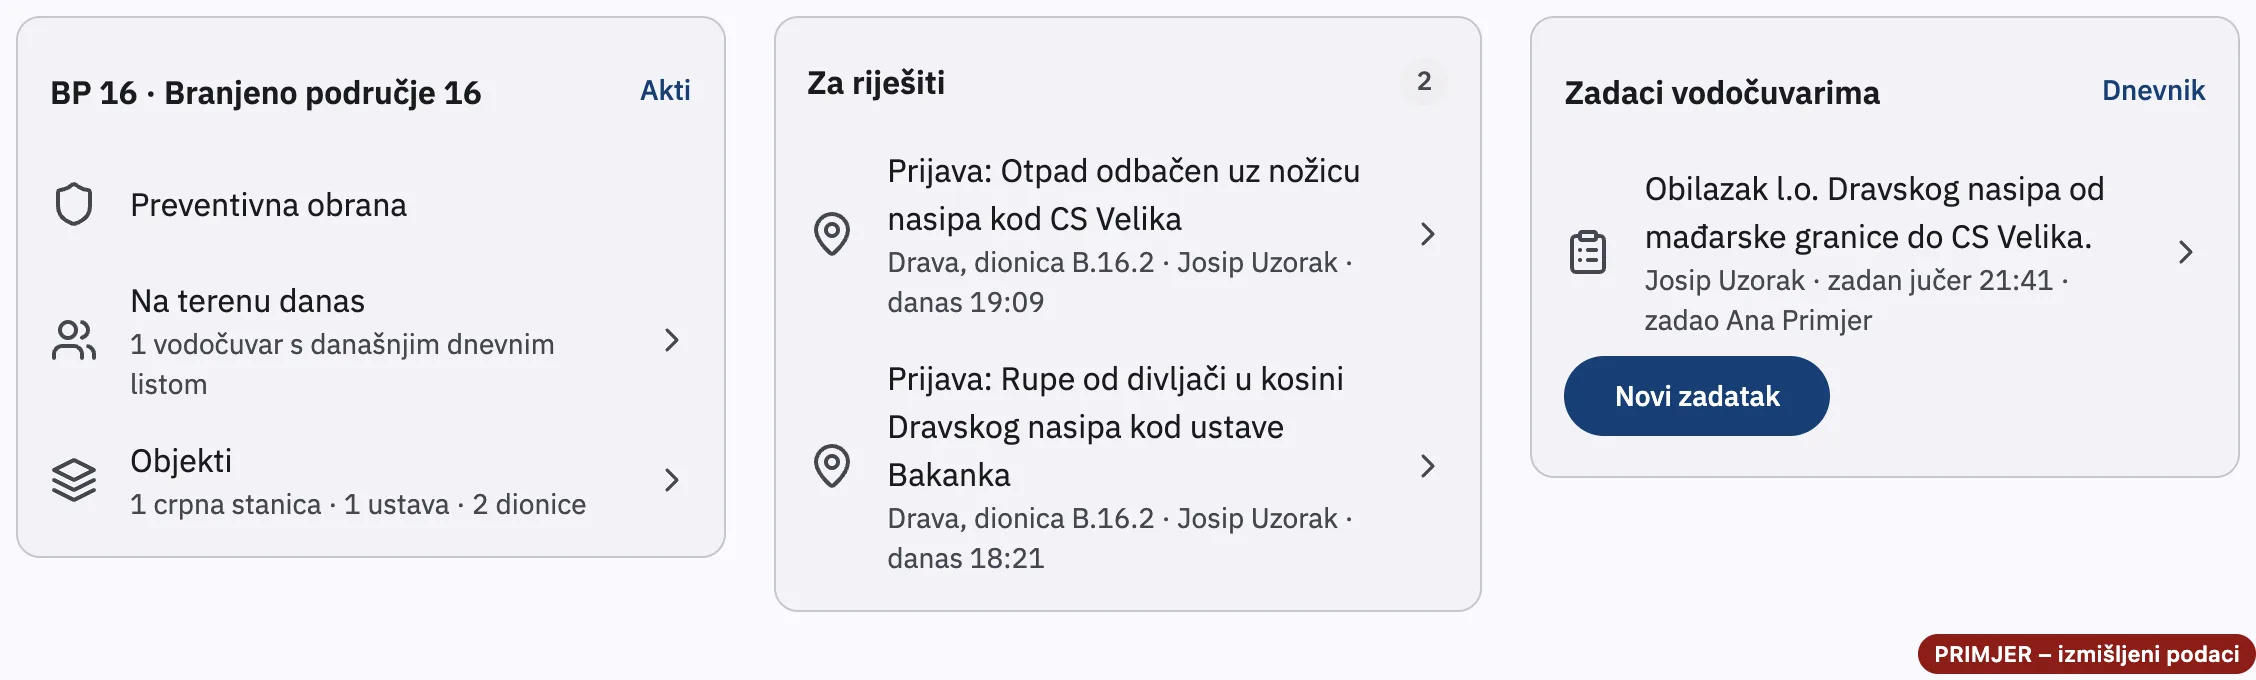 BP 16 · Branjeno područje 16
Akti
Preventivna obrana
Na terenu danas
1 vodočuvar s današnjim dnevnim
listom
Objekti
1 crpna stanica · 1 ustava · 2 dionice
Za riješiti
2
Prijava: Otpad odbačen uz nožicu
nasipa kod CS Velika
Drava, dionica B.16.2 · Josip Uzorak ·
danas 19:09
Prijava: Rupe od divljači u kosini
Dravskog nasipa kod ustave
Bakanka
Drava, dionica B.16.2 · Josip Uzorak ·
danas 18:21
Zadaci vodočuvarima
Dnevnik
Obilazak l.o. Dravskog nasipa od
mađarske granice do CS Velika.
Josip Uzorak · zadan jučer 21:41 ·
zadao Ana Primjer
Novi zadatak
PRIMJER – izmišljeni podaci